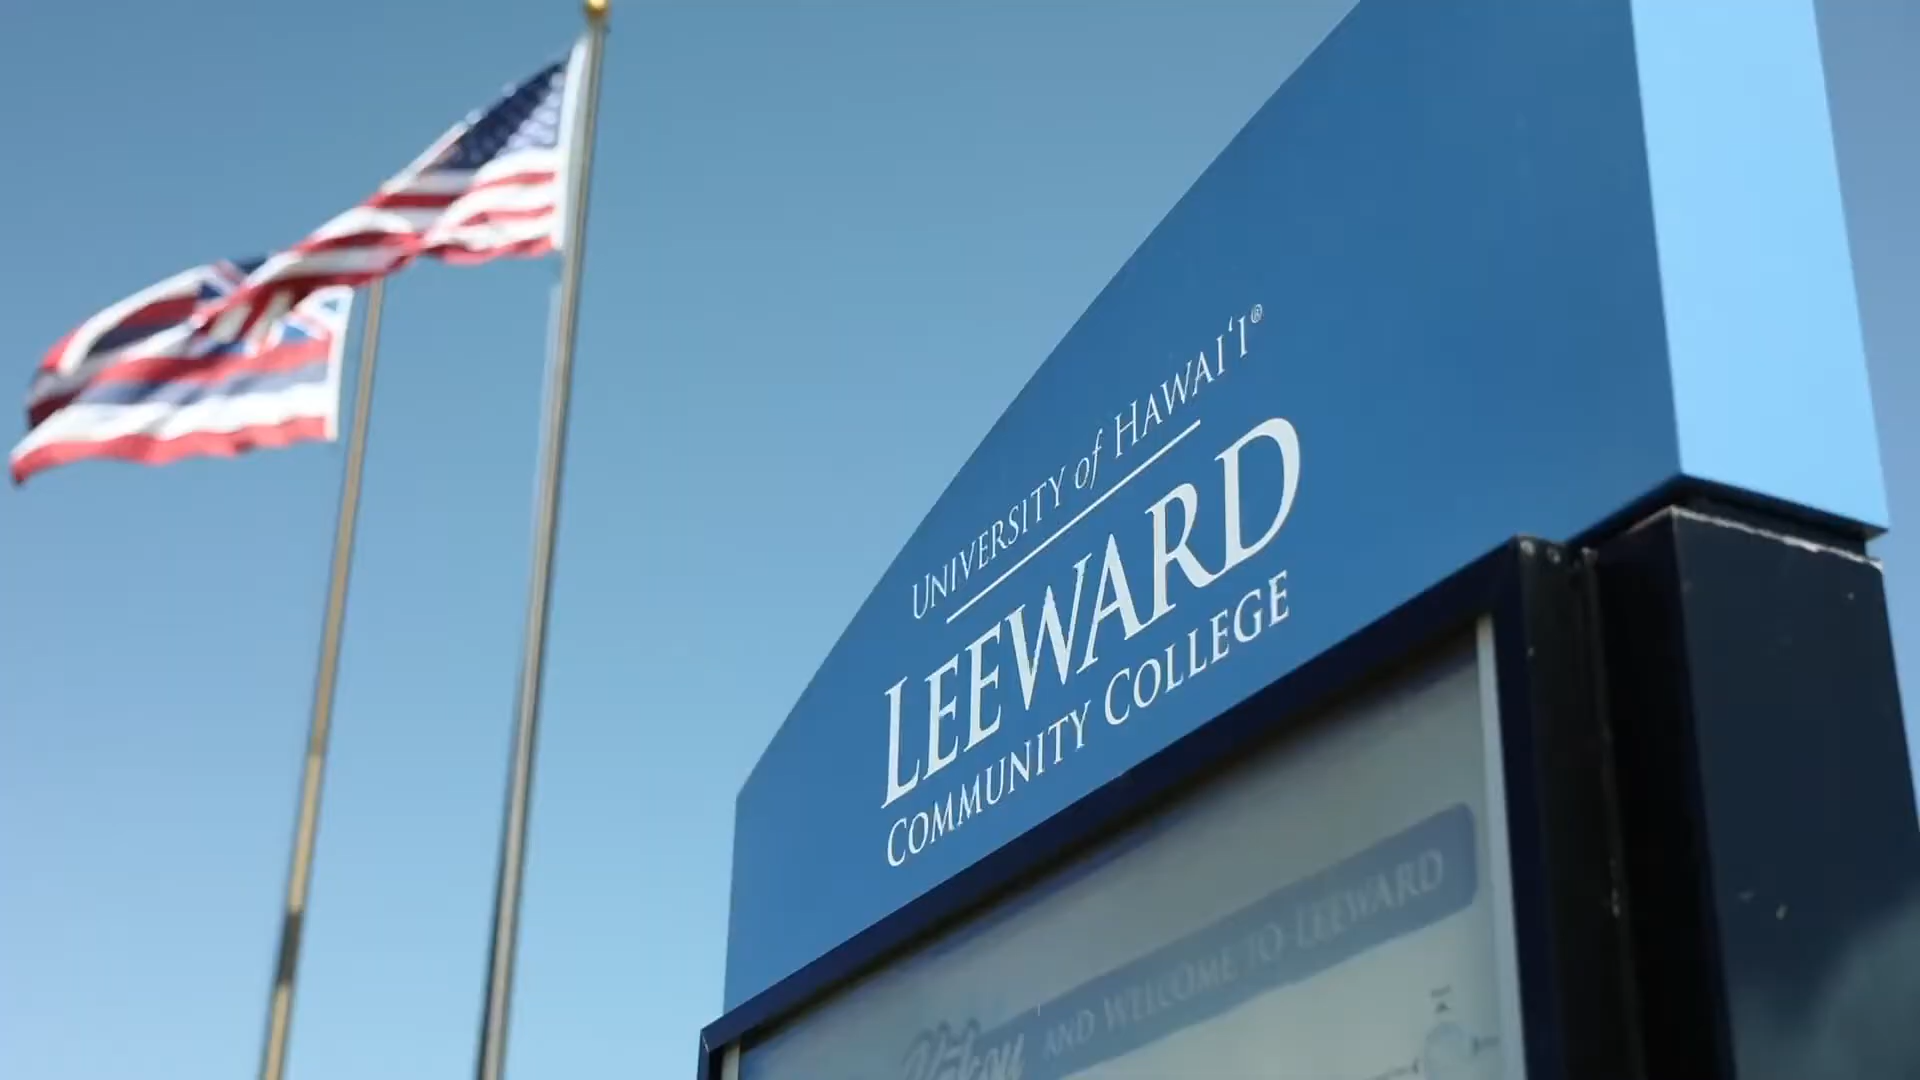 UNIVERSITY of HAWAIʻI®
LEEWARD
COMMUNITY COLLEGE
AND WELCOME TO LEEWARD